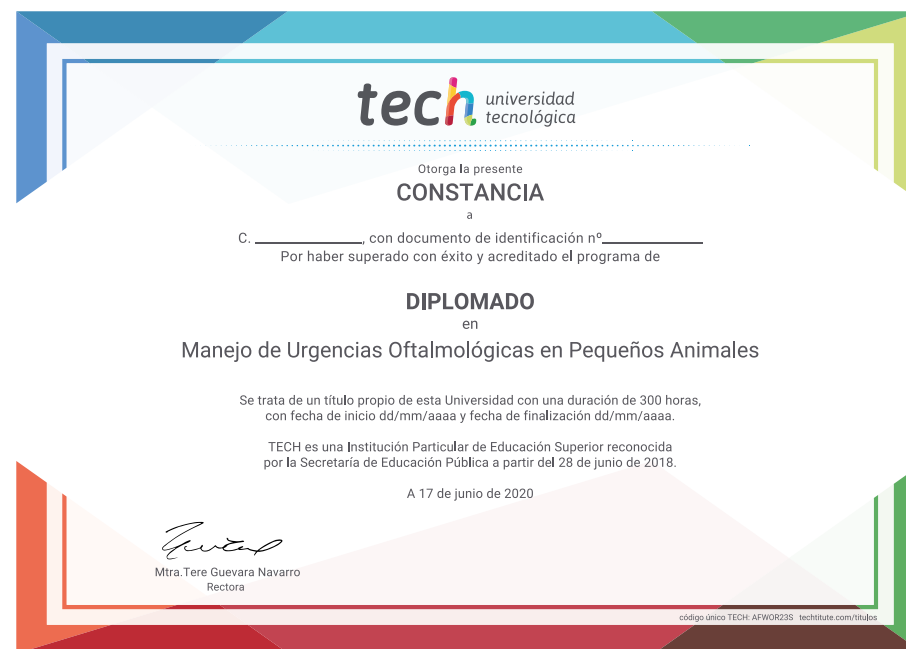 tech universidad
tecnológica
Otorga la presente
CONSTANCIA
a
C. ______________, con documento de identificación nº_____________
Por haber superado con éxito y acreditado el programa de
DIPLOMADO
en
Manejo de Urgencias Oftalmológicas en Pequeños Animales
Se trata de un título propio de esta Universidad con una duración de 300 horas,
con fecha de inicio dd/mm/aaaa y fecha de finalización dd/mm/aaaa.
TECH es una Institución Particular de Educación Superior reconocida
por la Secretaría de Educación Pública a partir del 28 de junio de 2018.
A 17 de junio de 2020
Mtra.Tere Guevara Navarro
Rectora
código único TECH: AFWOR23S techtitute.com/titulos